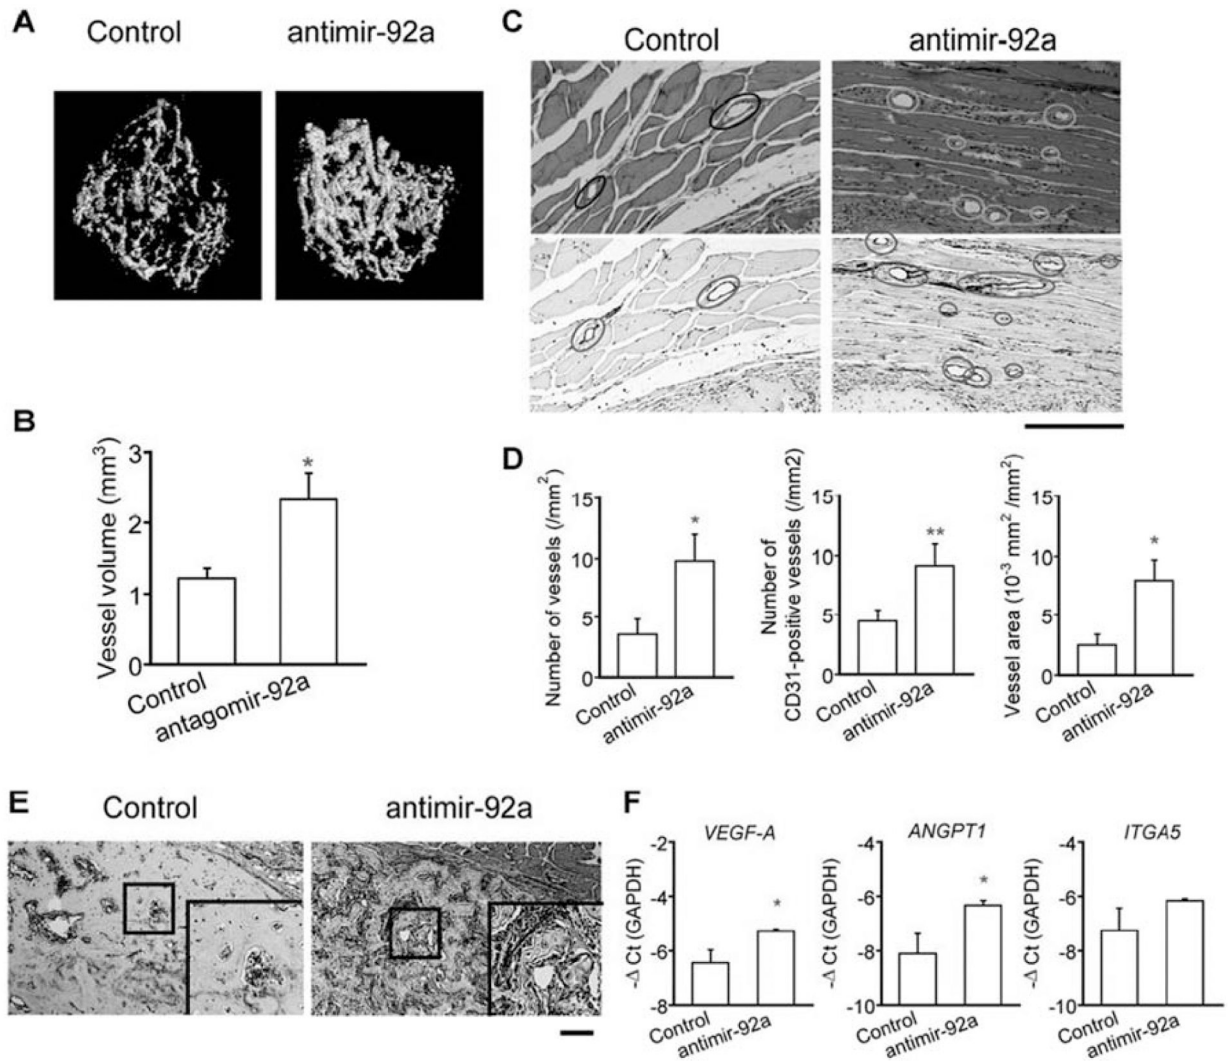 A
Control
antimir-92a
B
Vessel volume (mm³)
3
2
1
0
*
Control
antagomir-92a
C
Control
antimir-92a
D
Number of vessels (/mm²)
15
10
5
0
*
Control
antimir-92a
Number of
CD31-positive vessels (/mm2)
15
10
5
0
**
Control
antimir-92a
Vessel area (10⁻³ mm² /mm²)
15
10
5
0
*
Control
antimir-92a
E
Control
antimir-92a
F
VEGF-A
-Δ Ct (GAPDH)
-2
-4
-6
-8
*
Control
antimir-92a
ANGPT1
-Δ Ct (GAPDH)
-4
-6
-8
-10
*
Control
antimir-92a
ITGA5
-Δ Ct (GAPDH)
-4
-6
-8
-10
Control
antimir-92a